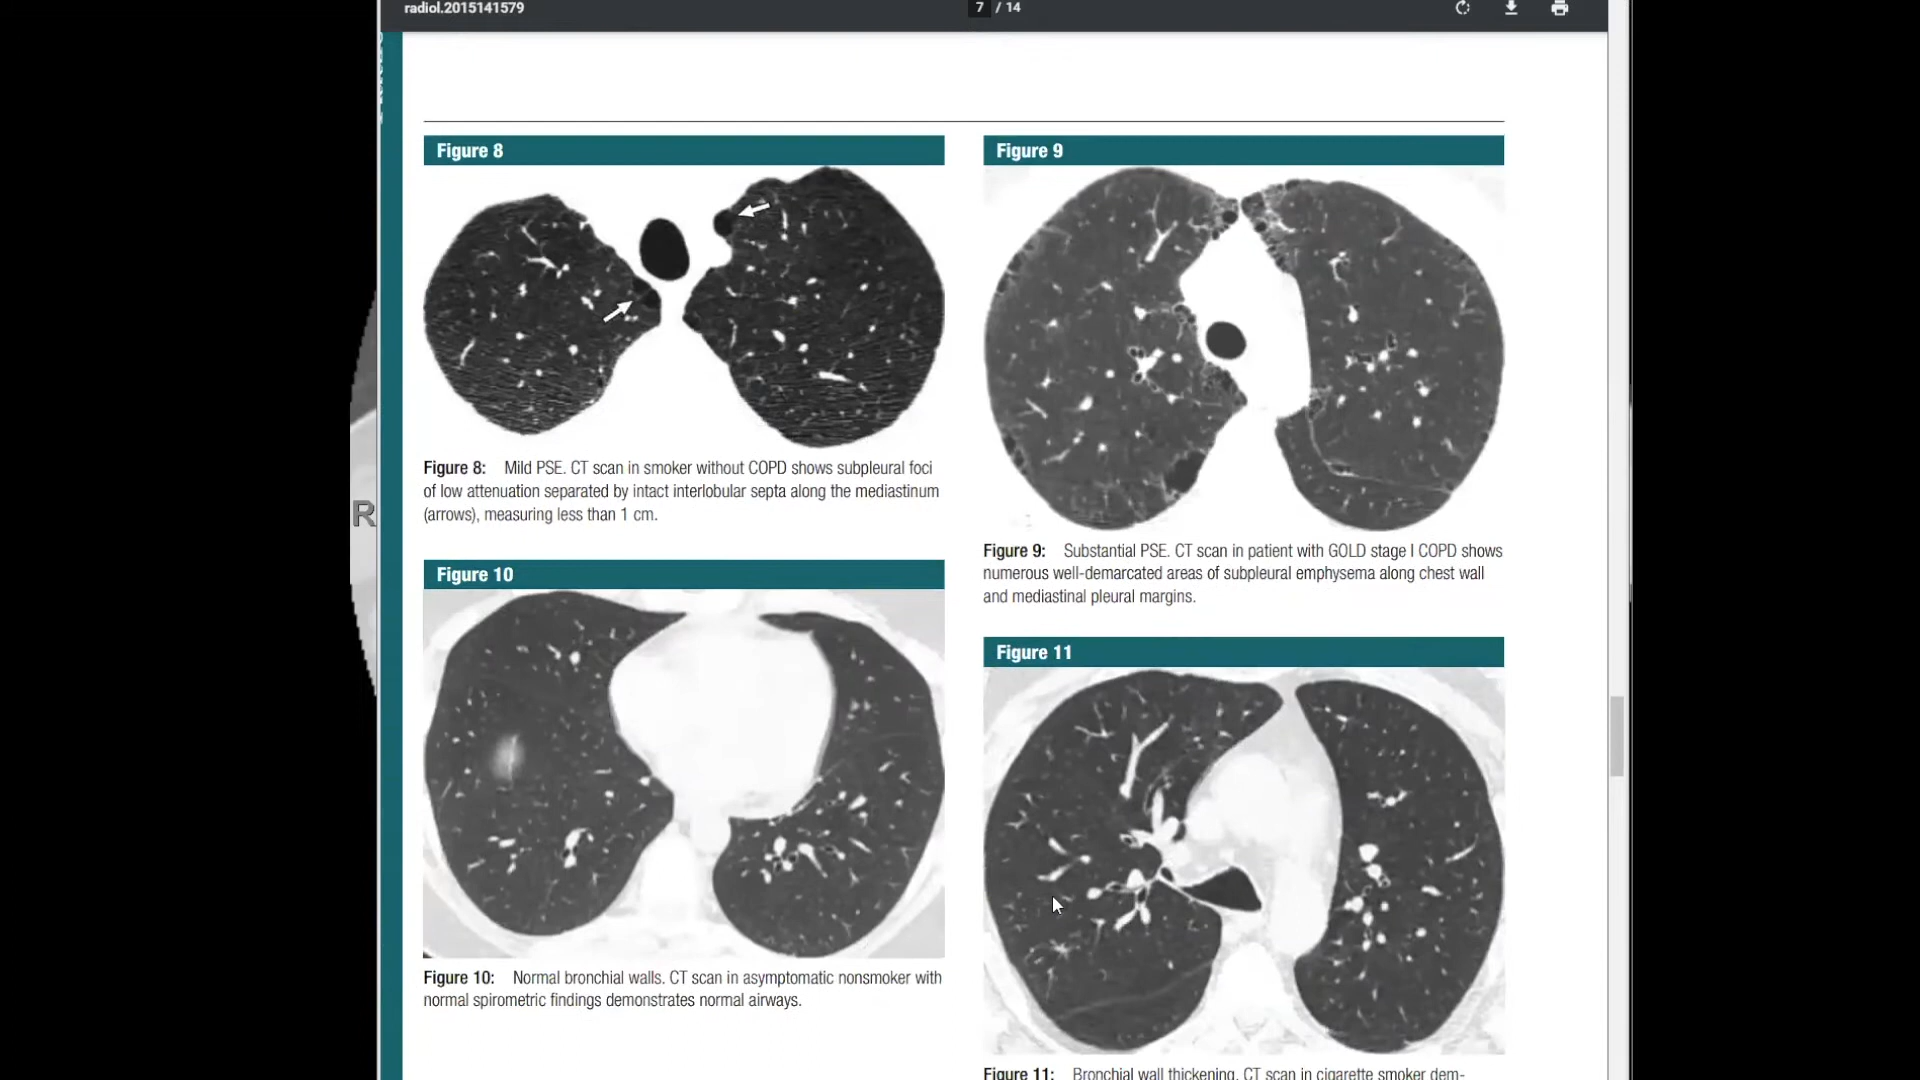 radiol.2015141579
7 / 14
Figure 8
Figure 8: Mild PSE. CT scan in smoker without COPD shows subpleural foci
of low attenuation separated by intact interlobular septa along the mediastinum
(arrows), measuring less than 1 cm.
Figure 9
Figure 9: Substantial PSE. CT scan in patient with GOLD stage I COPD shows
numerous well-demarcated areas of subpleural emphysema along chest wall
and mediastinal pleural margins.
R
Figure 10
Figure 10: Normal bronchial walls. CT scan in asymptomatic nonsmoker with
normal spirometric findings demonstrates normal airways.
Figure 11
Figure 11: Bronchial wall thickening. CT scan in cigarette smoker dem-